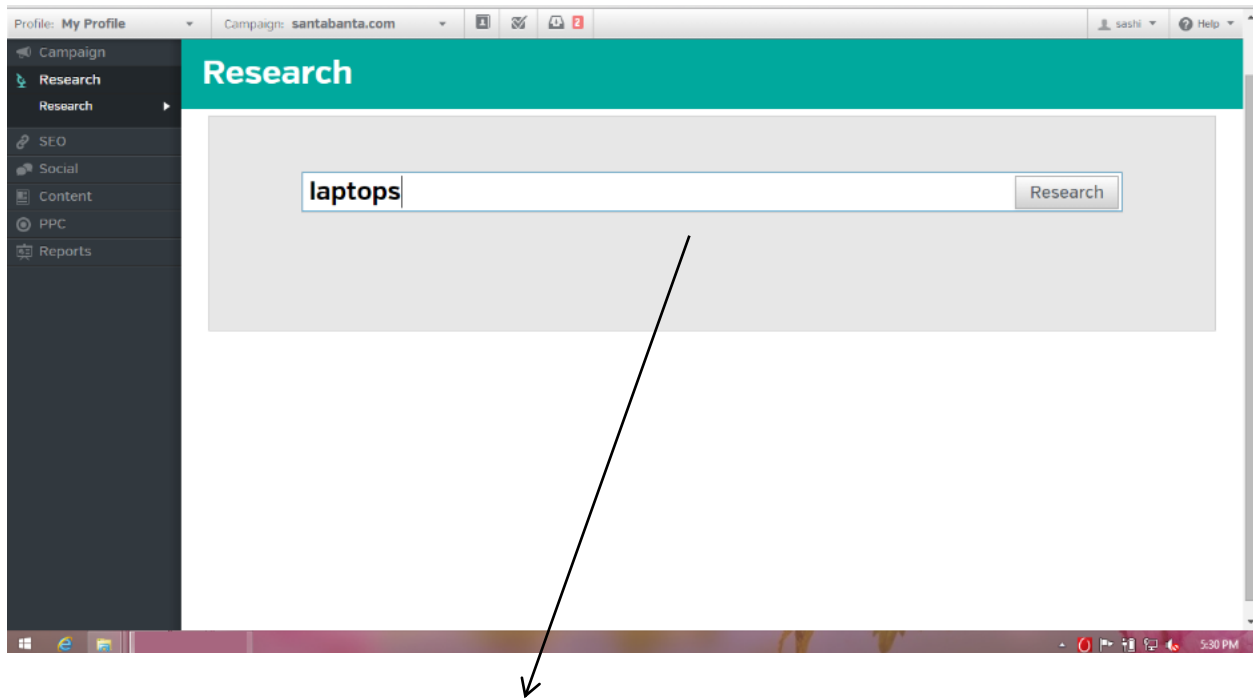 Profile: My Profile Campaign: santabanta.com 2 sashi Help
Campaign
Research
Research
SEO
Social
Content
PPC
Reports
Research
laptops Research
5:30 PM